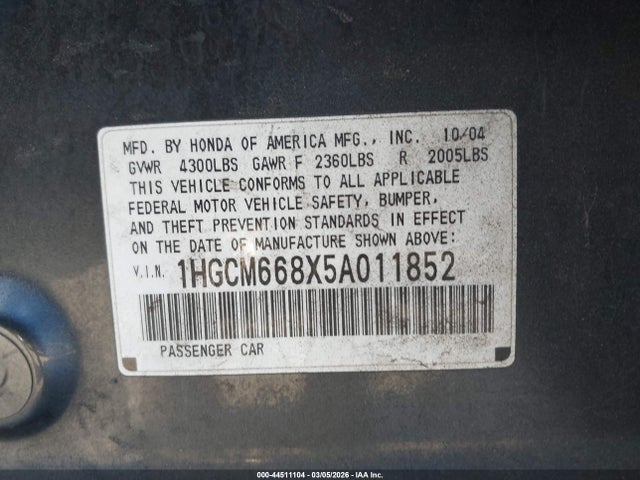 MFD. BY HONDA OF AMERICA MFG., INC. 10/04
GVWR 4300LBS GAWR F 2360LBS R 2005LBS
THIS VEHICLE CONFORMS TO ALL APPLICABLE
FEDERAL MOTOR VEHICLE SAFETY, BUMPER,
AND THEFT PREVENTION STANDARDS IN EFFECT
ON THE DATE OF MANUFACTURE SHOWN ABOVE:
V.I.N. 1HGCM668X5A011852
PASSENGER CAR
000-44511104 | 03/05/2026 | IAA Inc.